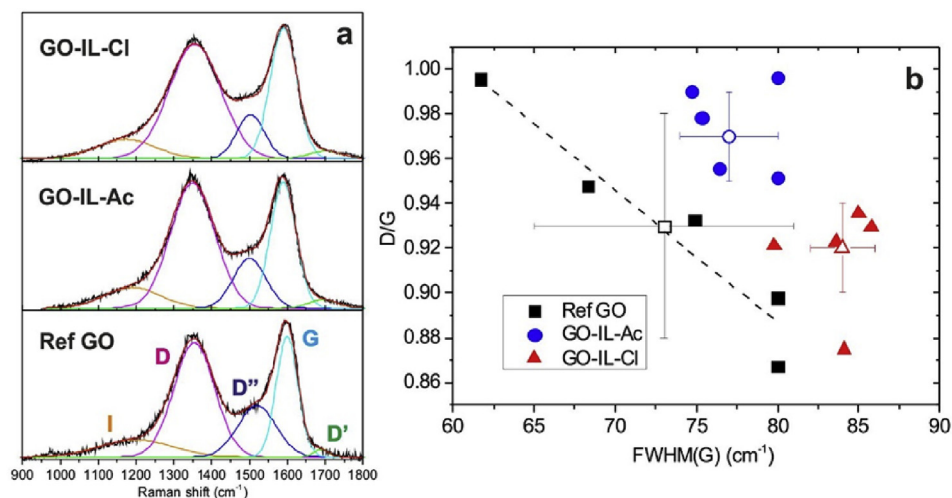 a
GO-IL-Cl
GO-IL-Ac
Ref GO
I
D
D"
G
D'
900 1000 1100 1200 1300 1400 1500 1600 1700 1800
Raman shift (cm-1)
b
1.00
0.98
0.96
0.94
0.92
0.90
0.88
0.86
D/G
Ref GO
GO-IL-Ac
GO-IL-Cl
60 65 70 75 80 85 90
FWHM(G) (cm-1)